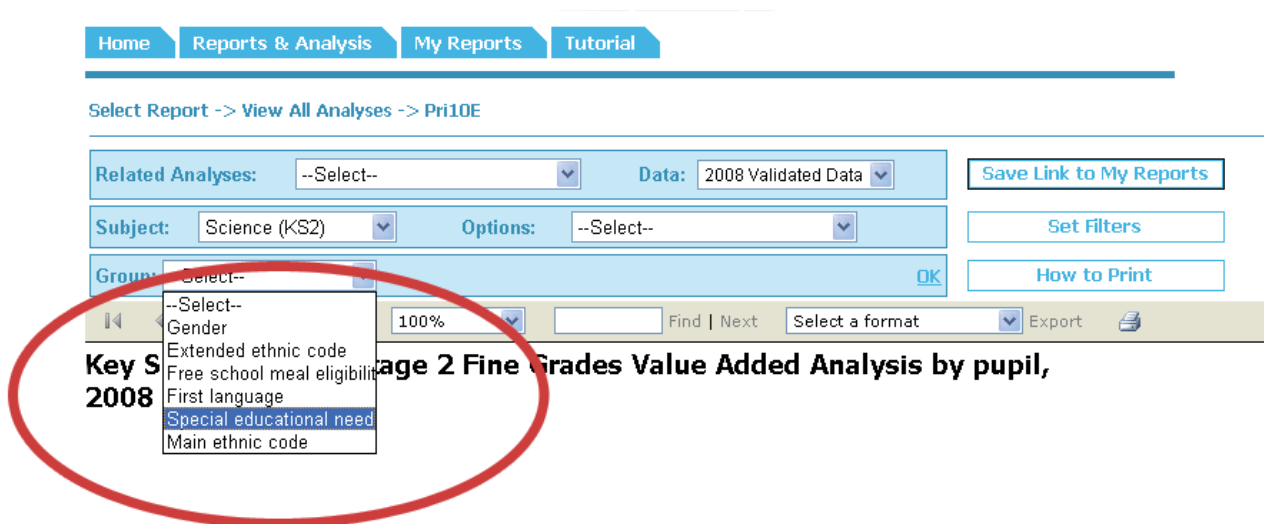 Home Reports & Analysis My Reports Tutorial
Select Report -> View All Analyses -> Pri10E
Related Analyses: --Select-- Data: 2008 Validated Data Save Link to My Reports
Subject: Science (KS2) Options: --Select-- Set Filters
Group: --Select-- OK How to Print
--Select--
Gender
Extended ethnic code
Free school meal eligibilit
First language
Special educational need
Main ethnic code
100% Find | Next Select a format Export
Key S tage 2 Fine Grades Value Added Analysis by pupil,
2008